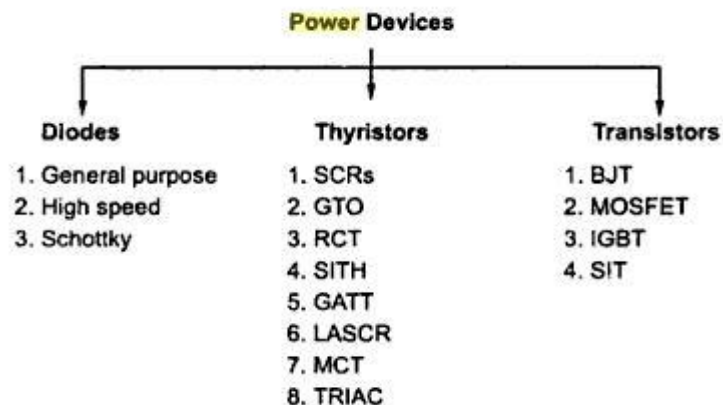 Power Devices
Diodes
1. General purpose
2. High speed
3. Schottky
Thyristors
1. SCRs
2. GTO
3. RCT
4. SITH
5. GATT
6. LASCR
7. MCT
8. TRIAC
Transistors
1. BJT
2. MOSFET
3. IGBT
4. SIT